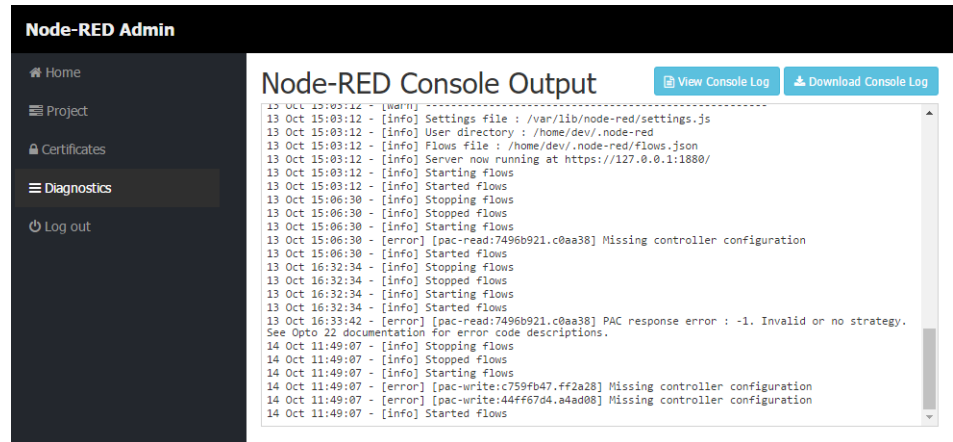 Node-RED Admin
Home
Project
Certificates
Diagnostics
Log out
Node-RED Console Output
View Console Log
Download Console Log
13 Oct 15:03:12 - [warn] ------------------------------------------------------
13 Oct 15:03:12 - [info] Settings file : /var/lib/node-red/settings.js
13 Oct 15:03:12 - [info] User directory : /home/dev/.node-red
13 Oct 15:03:12 - [info] Flows file : /home/dev/.node-red/flows.json
13 Oct 15:03:12 - [info] Server now running at https://127.0.0.1:1880/
13 Oct 15:03:12 - [info] Starting flows
13 Oct 15:03:12 - [info] Started flows
13 Oct 15:06:30 - [info] Stopping flows
13 Oct 15:06:30 - [info] Stopped flows
13 Oct 15:06:30 - [info] Starting flows
13 Oct 15:06:30 - [error] [pac-read:7496b921.c0aa38] Missing controller configuration
13 Oct 15:06:30 - [info] Started flows
13 Oct 16:32:34 - [info] Stopping flows
13 Oct 16:32:34 - [info] Stopped flows
13 Oct 16:32:34 - [info] Starting flows
13 Oct 16:32:34 - [info] Started flows
13 Oct 16:33:42 - [error] [pac-read:7496b921.c0aa38] PAC response error : -1. Invalid or no strategy.
See Opto 22 documentation for error code descriptions.
14 Oct 11:49:07 - [info] Stopping flows
14 Oct 11:49:07 - [info] Stopped flows
14 Oct 11:49:07 - [info] Starting flows
14 Oct 11:49:07 - [error] [pac-write:c759fb47.ff2a28] Missing controller configuration
14 Oct 11:49:07 - [error] [pac-write:44ff67d4.a4ad08] Missing controller configuration
14 Oct 11:49:07 - [info] Started flows